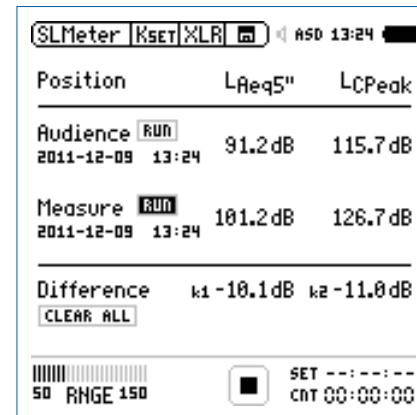 SLMeter KSET XLR ASD 13:24
Position LAeq5" LCPeak
Audience RUN 91.2dB 115.7dB
2011-12-09 13:24
Measure RUN 101.2dB 126.7dB
2011-12-09 13:24
Difference k1 -10.1dB k2 -11.0dB
CLEAR ALL
SET --:--:--
50 RNGE 150 CNT 00:00:00